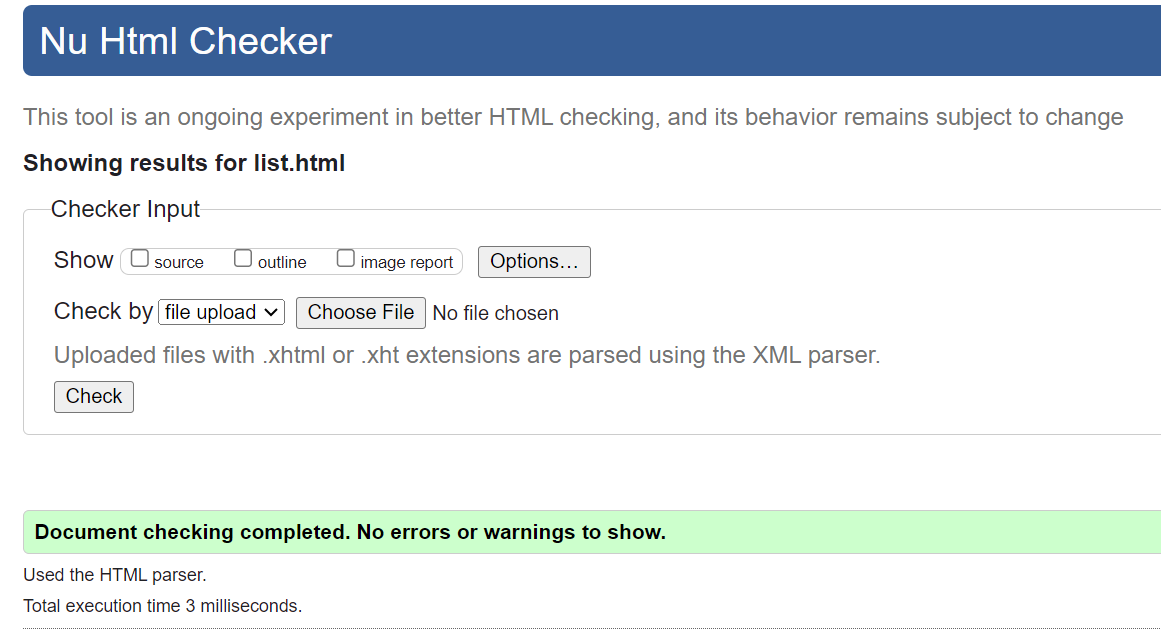 Nu Html Checker
This tool is an ongoing experiment in better HTML checking, and its behavior remains subject to change
Showing results for list.html
Checker Input
Show source outline image report Options...
Check by file upload Choose File No file chosen
Uploaded files with .xhtml or .xht extensions are parsed using the XML parser.
Check
Document checking completed. No errors or warnings to show.
Used the HTML parser.
Total execution time 3 milliseconds.